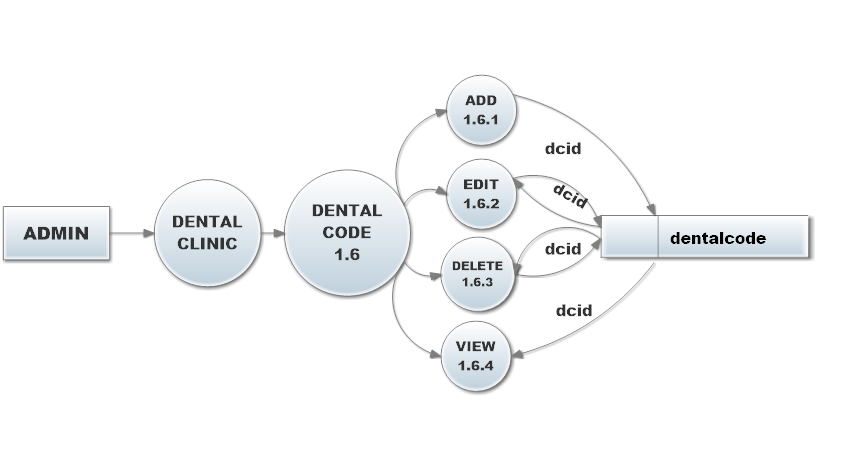 ADMIN
DENTAL
CLINIC
DENTAL
CODE
1.6
ADD
1.6.1
EDIT
1.6.2
DELETE
1.6.3
VIEW
1.6.4
dcid
dcid
dcid
dcid
dentalcode